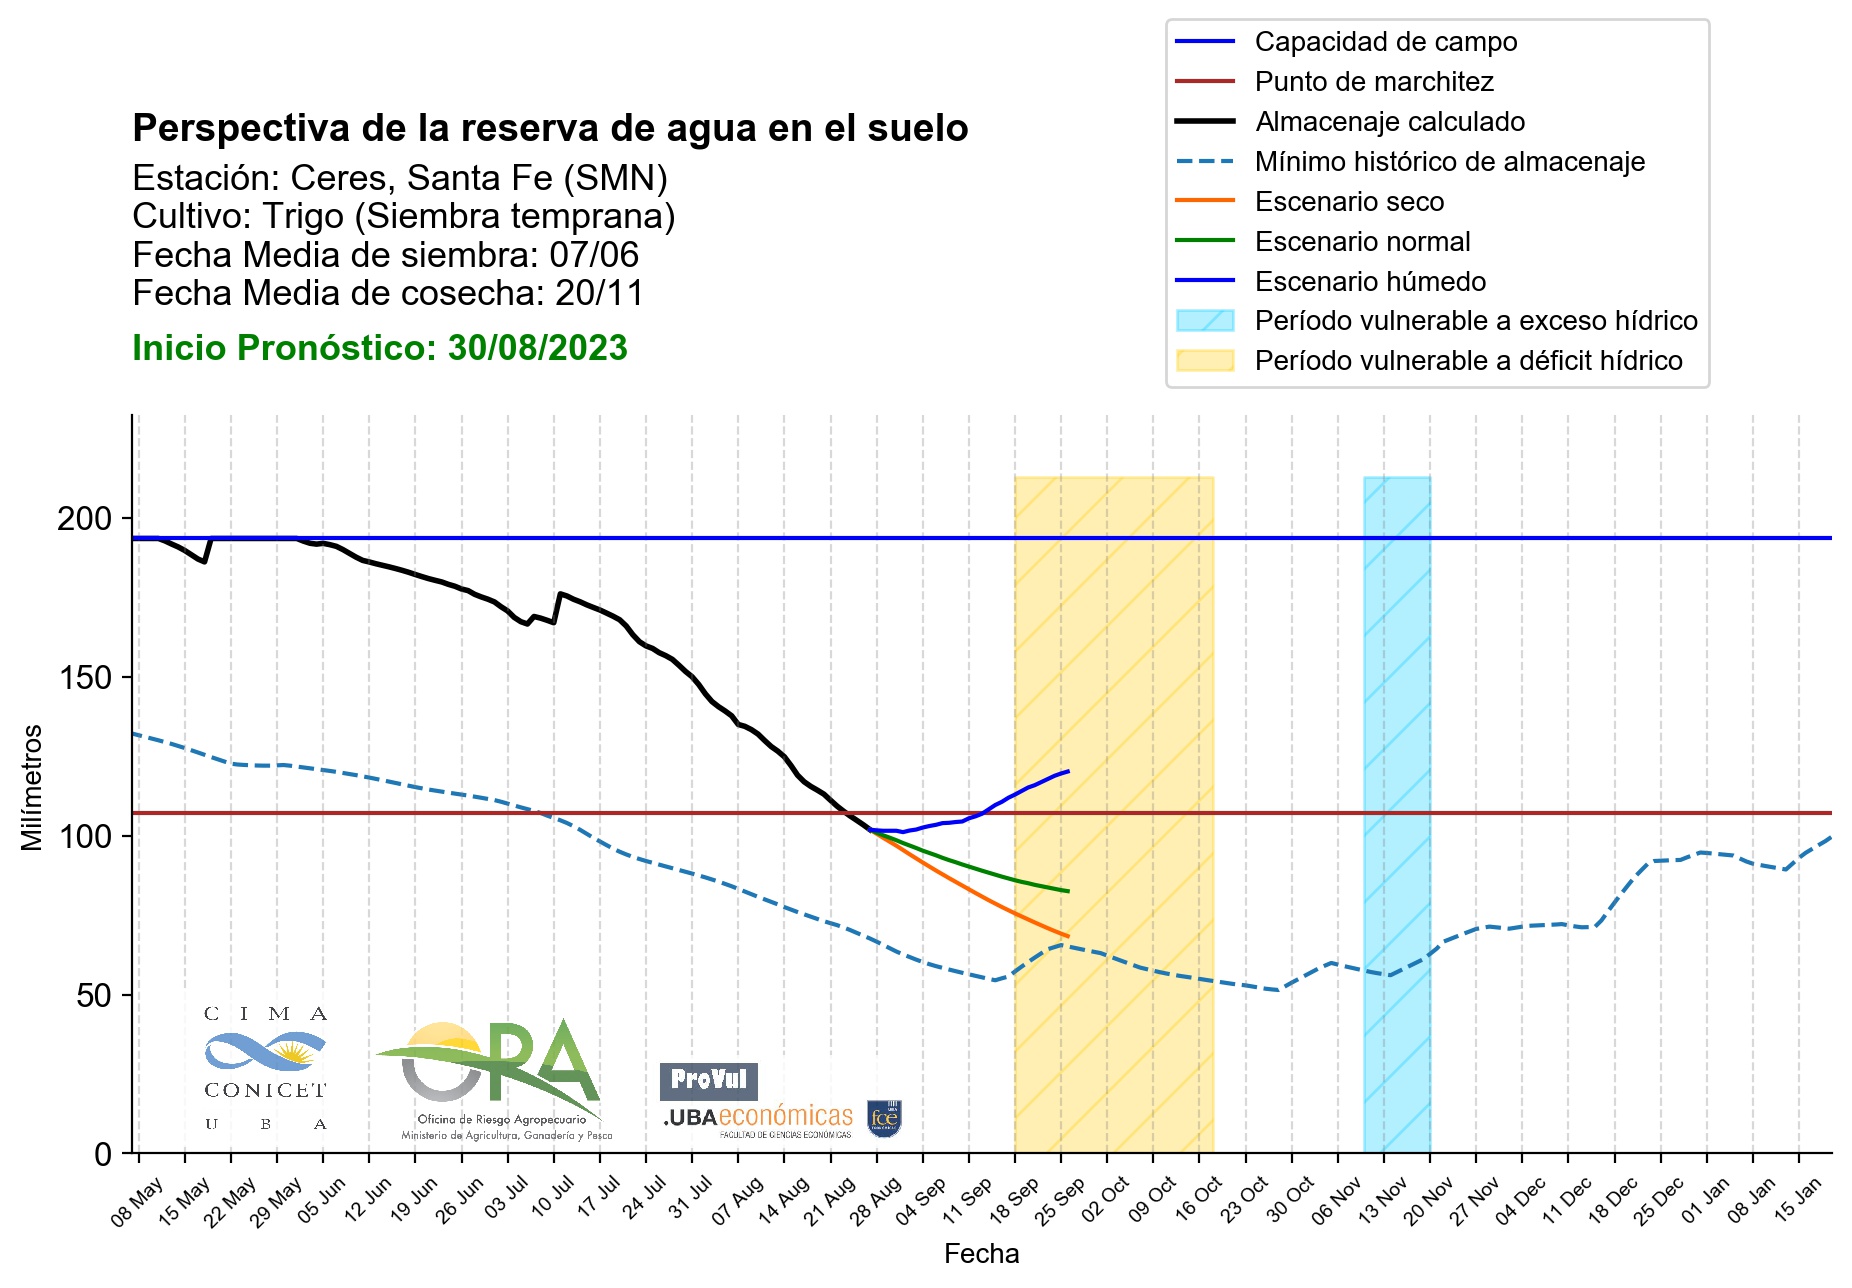 Capacidad de campo
Punto de marchitez
Almacenaje calculado
Mínimo histórico de almacenaje
Escenario seco
Escenario normal
Escenario húmedo
Período vulnerable a exceso hídrico
Período vulnerable a déficit hídrico
Perspectiva de la reserva de agua en el suelo
Estación: Ceres, Santa Fe (SMN)
Cultivo: Trigo (Siembra temprana)
Fecha Media de siembra: 07/06
Fecha Media de cosecha: 20/11
Inicio Pronóstico: 30/08/2023
Milímetros
200
150
100
50
0
C I M A
CONICET
U B A
ORA
Oficina de Riesgo Agropecuario
Ministerio de Agricultura, Ganadería y Pesca
ProVul
.UBAeconómicas
FACULTAD DE CIENCIAS ECONÓMICAS
fce
08 May
15 May
22 May
29 May
05 Jun
12 Jun
19 Jun
26 Jun
03 Jul
10 Jul
17 Jul
24 Jul
31 Jul
07 Aug
14 Aug
21 Aug
28 Aug
04 Sep
11 Sep
18 Sep
25 Sep
02 Oct
09 Oct
16 Oct
23 Oct
30 Oct
06 Nov
13 Nov
20 Nov
27 Nov
04 Dec
11 Dec
18 Dec
25 Dec
01 Jan
08 Jan
15 Jan
Fecha